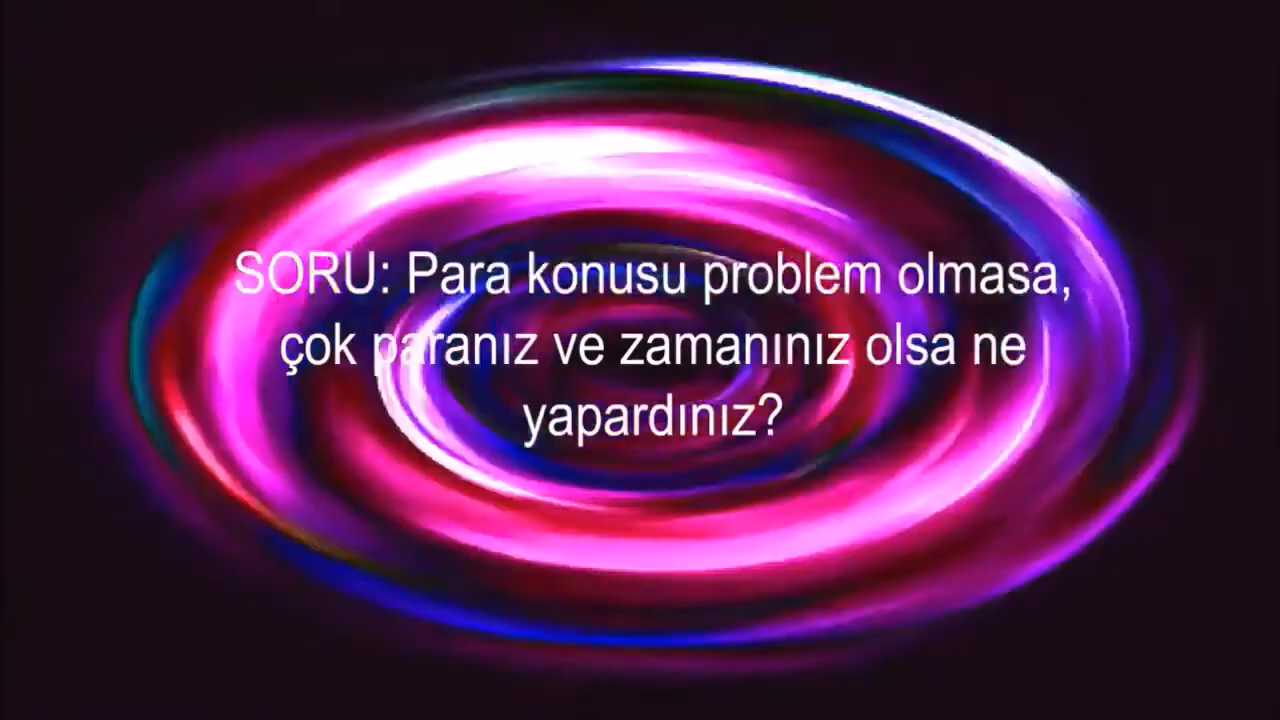 SORU: Para konusu problem olmasa,
çok paranız ve zamanınız olsa ne
yapardınız?